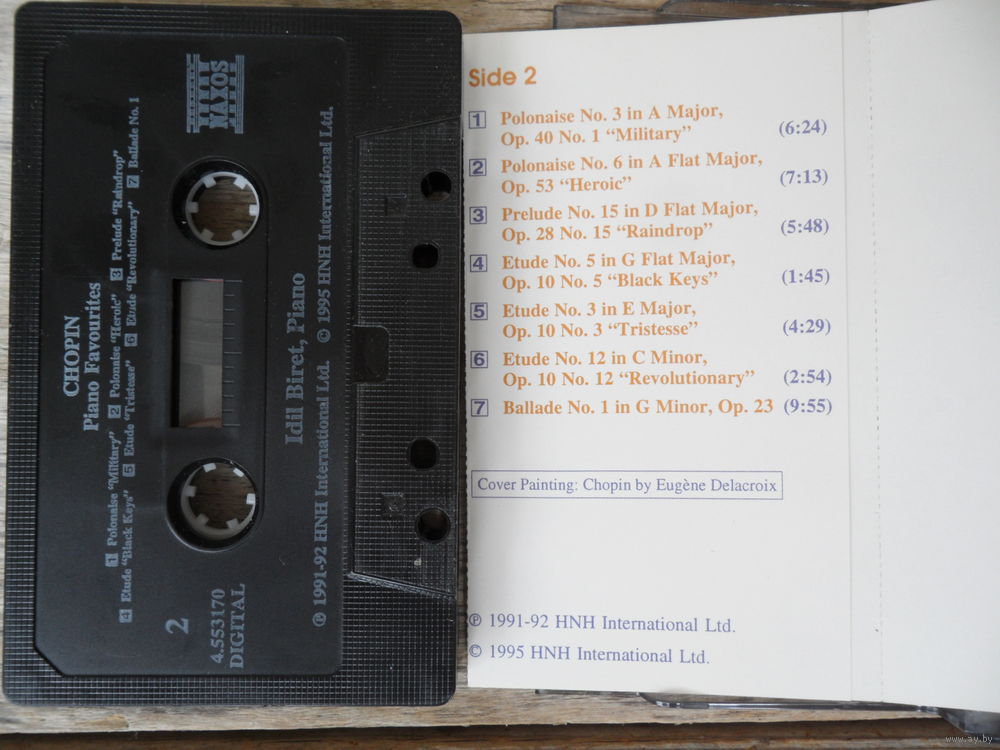 NAXOS
CHOPIN
Piano Favourites
1 Polonaise "Military" 2 Polonaise "Heroic" 3 Prelude "Raindrop"
4 Etude "Black Keys" 5 Etude "Tristesse" 6 Etude "Revolutionary" 7 Ballade No. 1
2
4.553170
DIGITAL
Idil Biret, Piano
℗ 1991-92 HNH International Ltd. © 1995 HNH International Ltd.
Side 2
1 Polonaise No. 3 in A Major,
Op. 40 No. 1 “Military” (6:24)
2 Polonaise No. 6 in A Flat Major,
Op. 53 “Heroic” (7:13)
3 Prelude No. 15 in D Flat Major,
Op. 28 No. 15 “Raindrop” (5:48)
4 Etude No. 5 in G Flat Major,
Op. 10 No. 5 “Black Keys” (1:45)
5 Etude No. 3 in E Major,
Op. 10 No. 3 “Tristesse” (4:29)
6 Etude No. 12 in C Minor,
Op. 10 No. 12 “Revolutionary” (2:54)
7 Ballade No. 1 in G Minor, Op. 23 (9:55)
Cover Painting: Chopin by Eugène Delacroix
℗ 1991-92 HNH International Ltd.
© 1995 HNH International Ltd.
www.ay.by